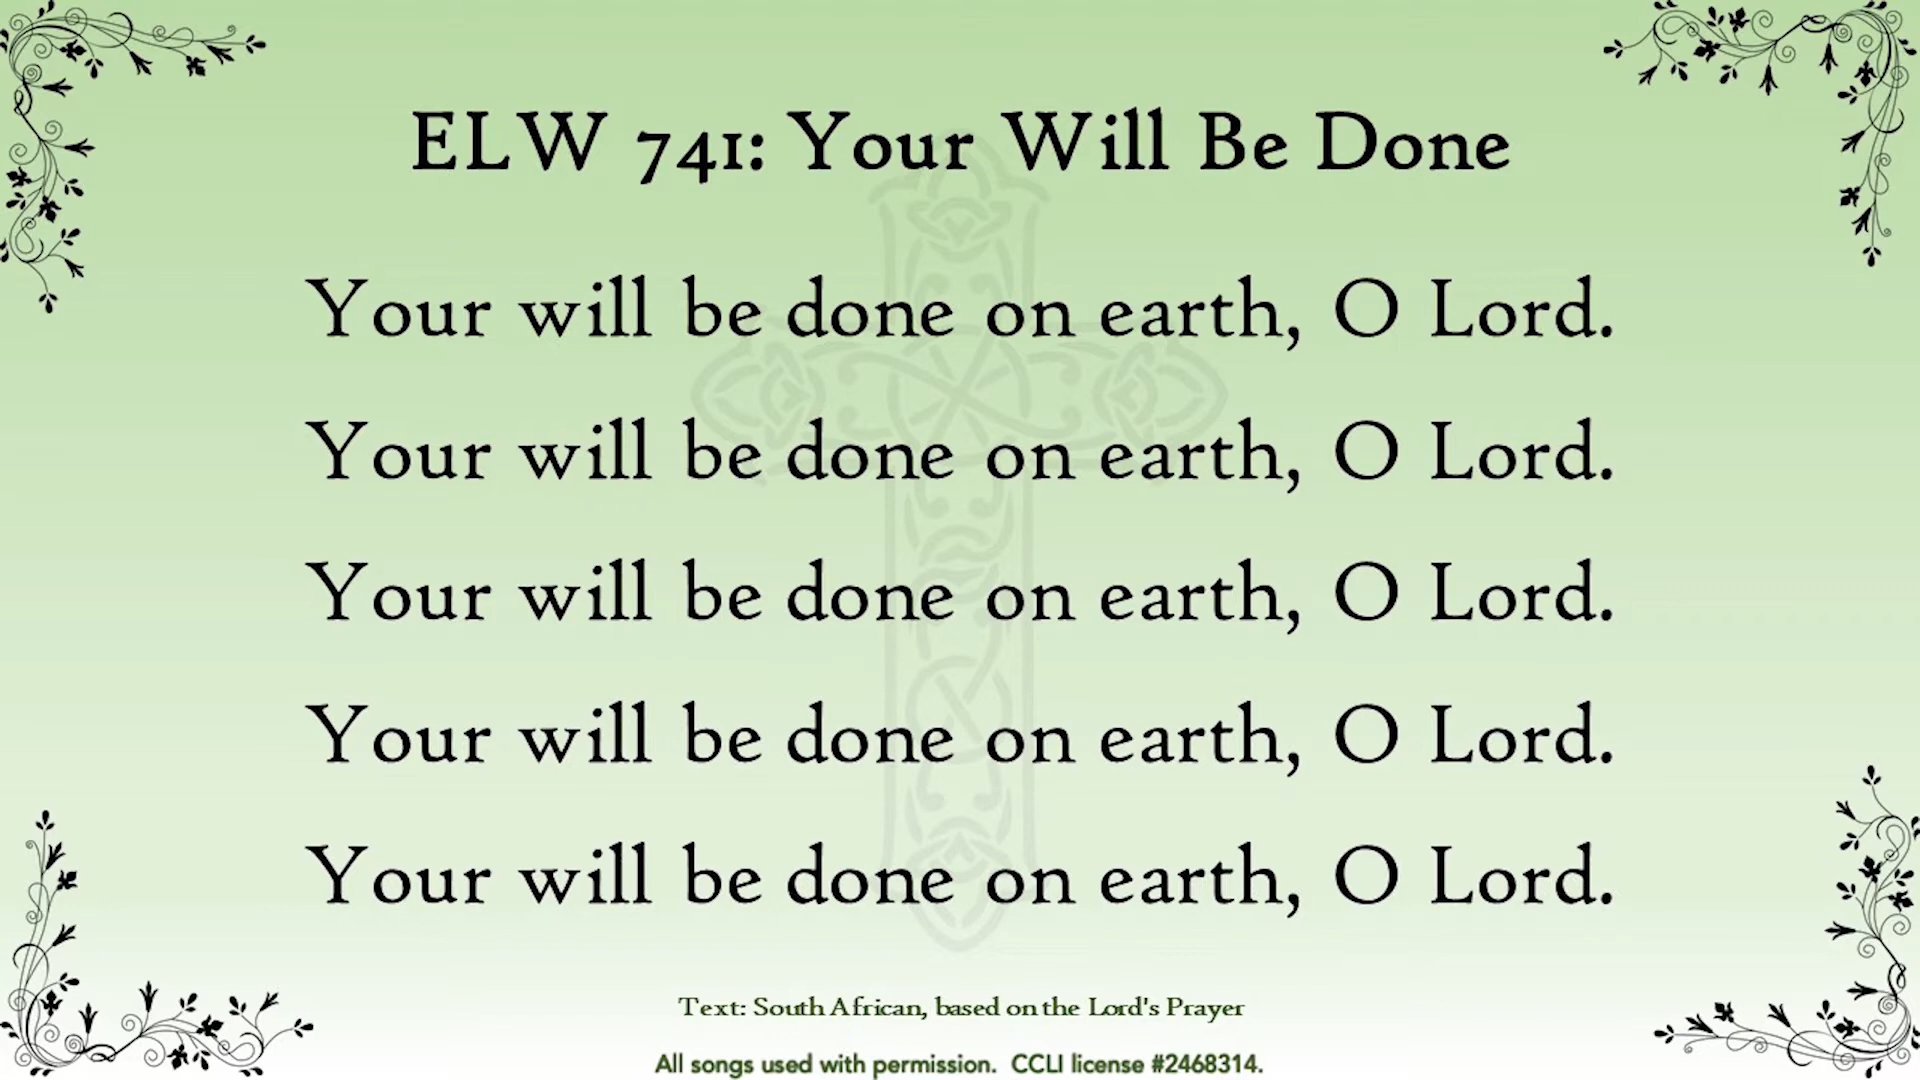 ELW 741: Your Will Be Done
Your will be done on earth, O Lord.
Your will be done on earth, O Lord.
Your will be done on earth, O Lord.
Your will be done on earth, O Lord.
Your will be done on earth, O Lord.
Text: South African, based on the Lord's Prayer
All songs used with permission. CCLI license #2468314.